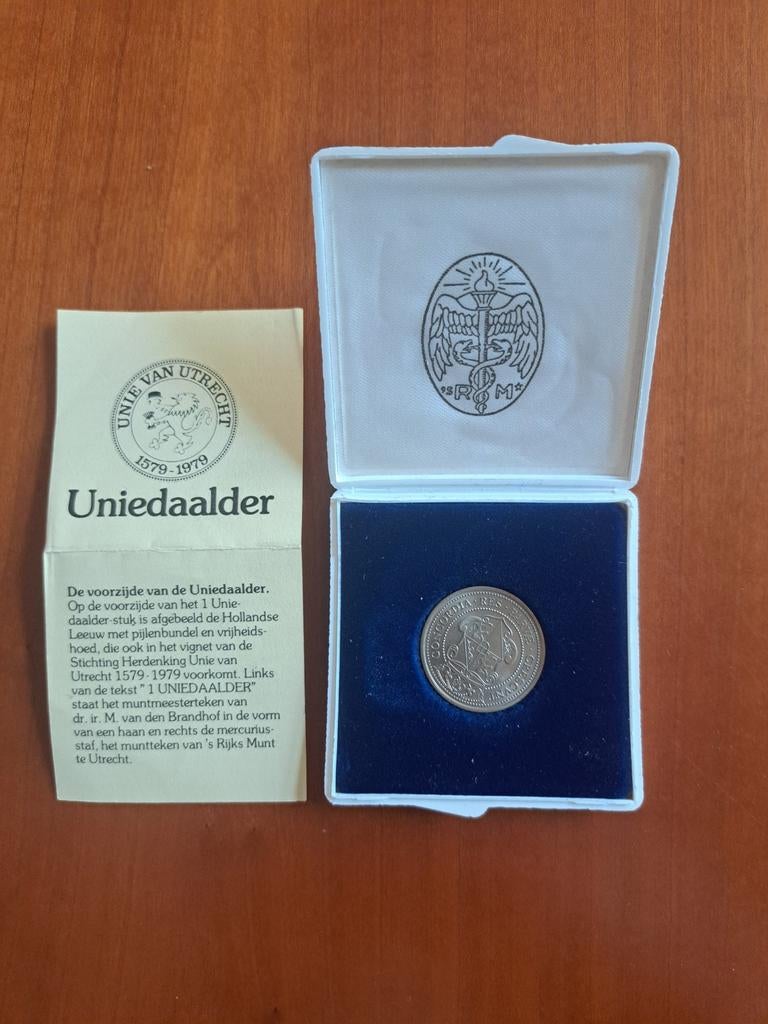 UNIE VAN UTRECHT
1579-1979
Uniedaalder
De voorzijde van de Uniedaalder.
Op de voorzijde van het 1 Unie-
daalder-stuk is afgebeeld de Hollandse
Leeuw met pijlenbundel en vrijheids-
hoed, die ook in het vignet van de
Stichting Herdenking Unie van
Utrecht 1579-1979 voorkomt. Links
van de tekst " 1 UNIEDAALDER"
staat het muntmeesterteken van
dr. ir. M. van den Brandhof in de vorm
van een haan en rechts de mercurius-
staf, het muntteken van 's Rijks Munt
te Utrecht.
'S R M
CONCORDIA RES PARVAE CRESCUNT